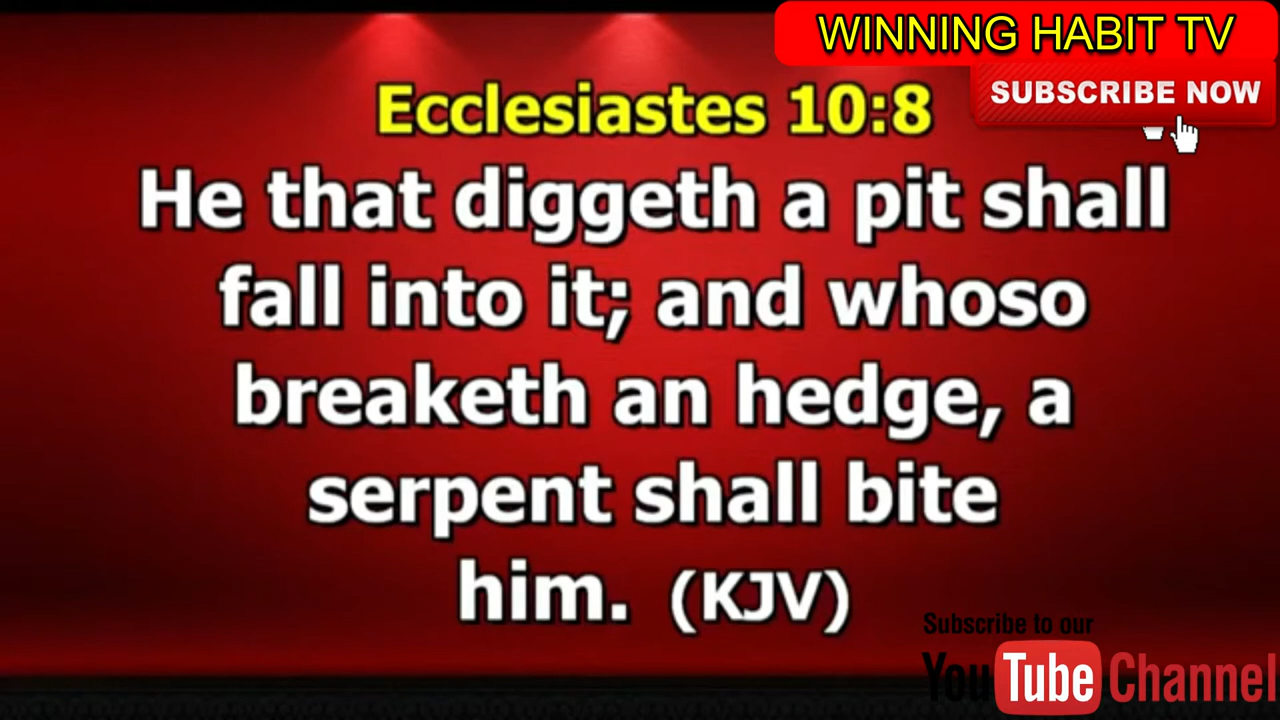 WINNING HABIT TV
SUBSCRIBE NOW
Ecclesiastes 10:8
He that diggeth a pit shall
fall into it; and whoso
breaketh an hedge, a
serpent shall bite
him. (KJV)
Subscribe to our
YouTube Channel